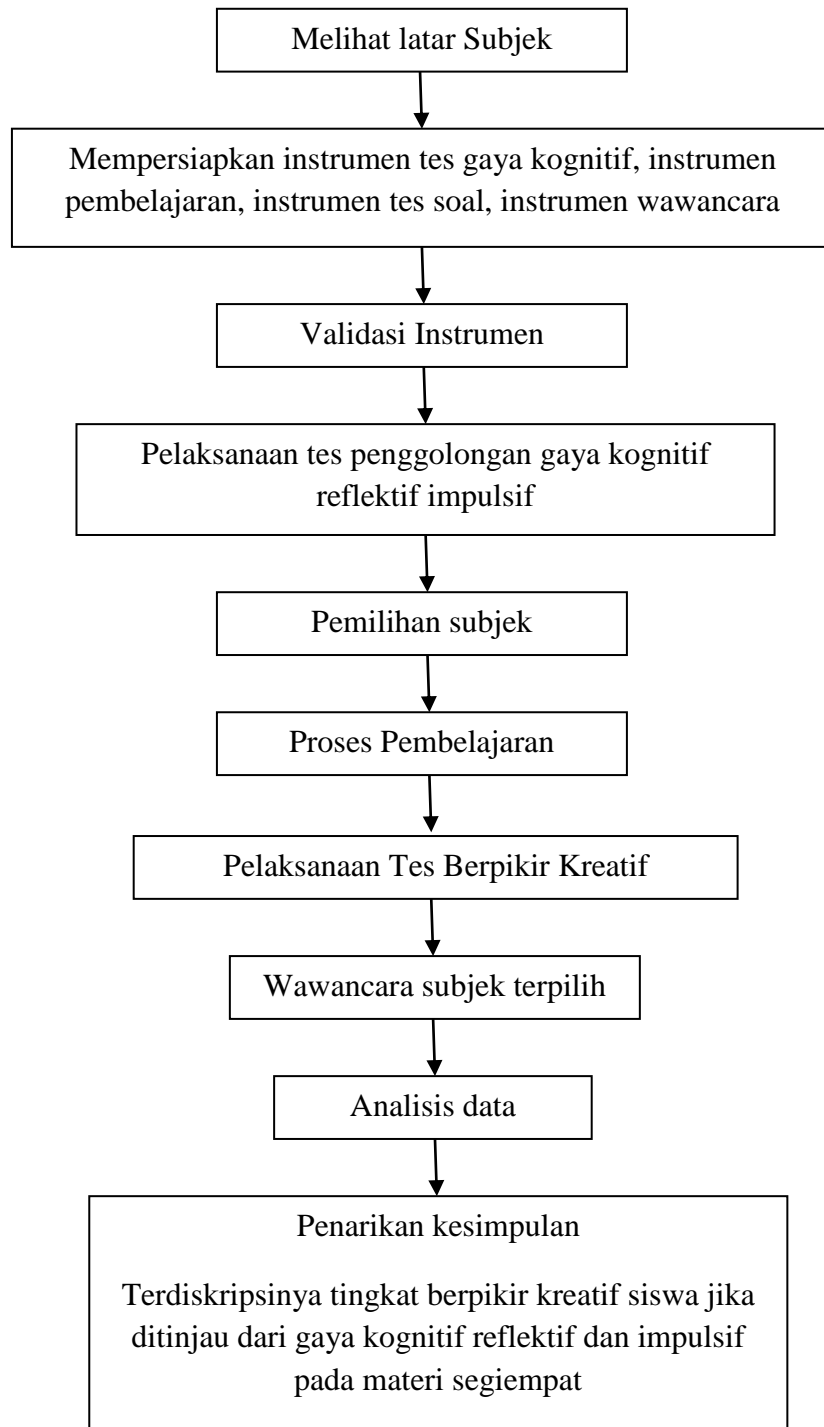 Melihat latar Subjek
Mempersiapkan instrumen tes gaya kognitif, instrumen
pembelajaran, instrumen tes soal, instrumen wawancara
Validasi Instrumen
Pelaksanaan tes penggolongan gaya kognitif
reflektif impulsif
Pemilihan subjek
Proses Pembelajaran
Pelaksanaan Tes Berpikir Kreatif
Wawancara subjek terpilih
Analisis data
Penarikan kesimpulan
Terdiskripsinya tingkat berpikir kreatif siswa jika
ditinjau dari gaya kognitif reflektif dan impulsif
pada materi segiempat